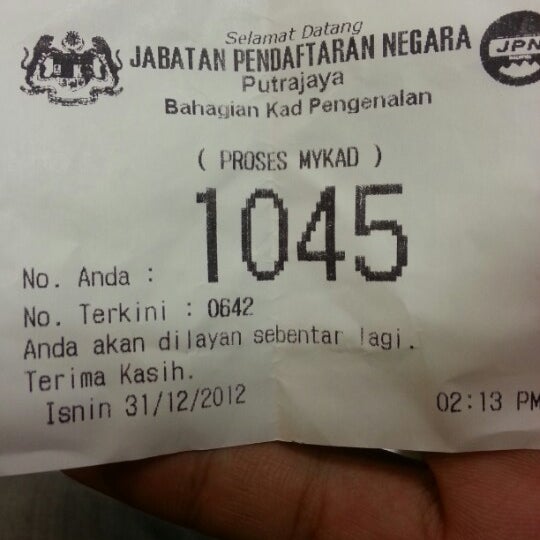 Selamat Datang
JABATAN PENDAFTARAN NEGARA
JPN
Putrajaya
Bahagian Kad Pengenalan
( PROSES MYKAD )
No. Anda : 1045
No. Terkini : 0642
Anda akan dilayan sebentar lagi.
Terima Kasih.
Isnin 31/12/2012 02:13 PM